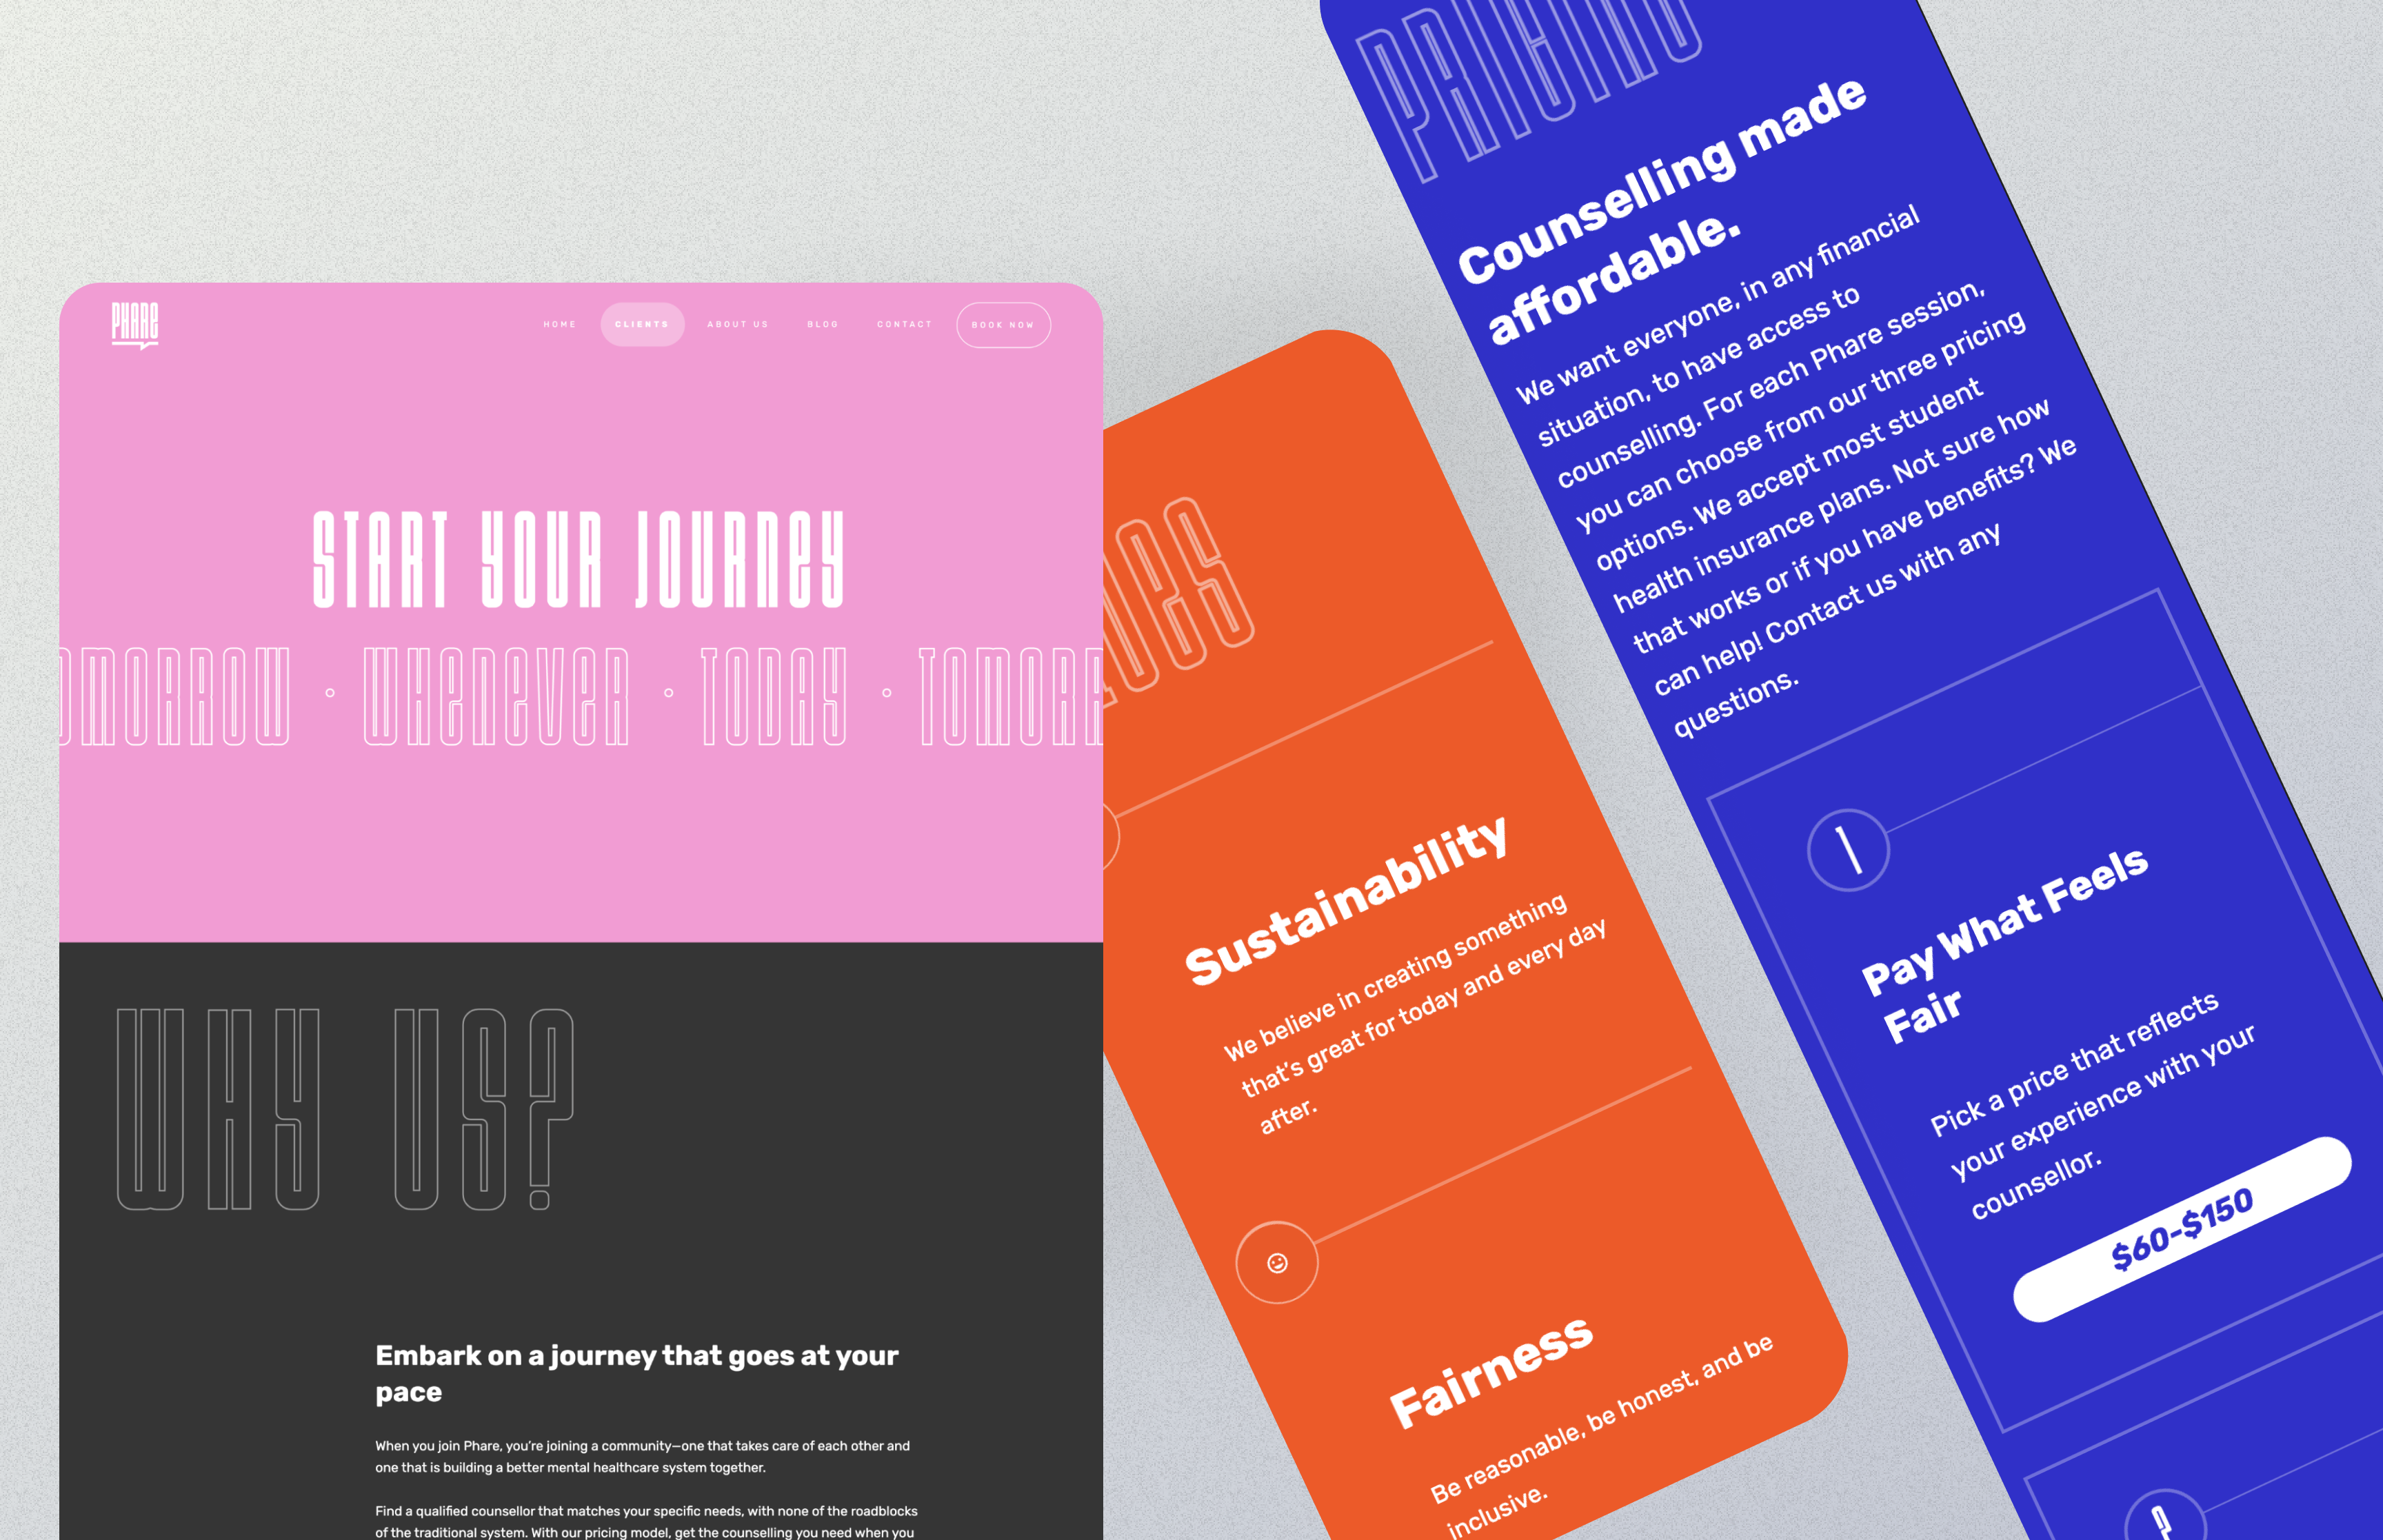 PHARE
HOME
CLIENTS
ABOUT US
BLOG
CONTACT
BOOK NOW
START YOUR JOURNEY
WHENEVER • TODAY •
WHY US?
Embark on a journey that goes at your
pace
When you join Phare, you’re joining a community—one that takes care of each other and
one that is building a better mental healthcare system together.
Find a qualified counsellor that matches your specific needs, with none of the roadblocks
of the traditional system. With our pricing model, get the counselling you need when you
Sustainability
We believe in creating something
that’s great for today and every day
after.
Fairness
Be reasonable, be honest, and be
inclusive.
Counselling made
affordable.
We want everyone, in any financial
situation, to have access to
counselling. For each Phare session,
you can choose from our three pricing
options. We accept most student
health insurance plans. Not sure how
that works or if you have benefits? We
can help! Contact us with any
questions.
1
Pay What Feels
Fair
Pick a price that reflects
your experience with your
counsellor.
$60-$150